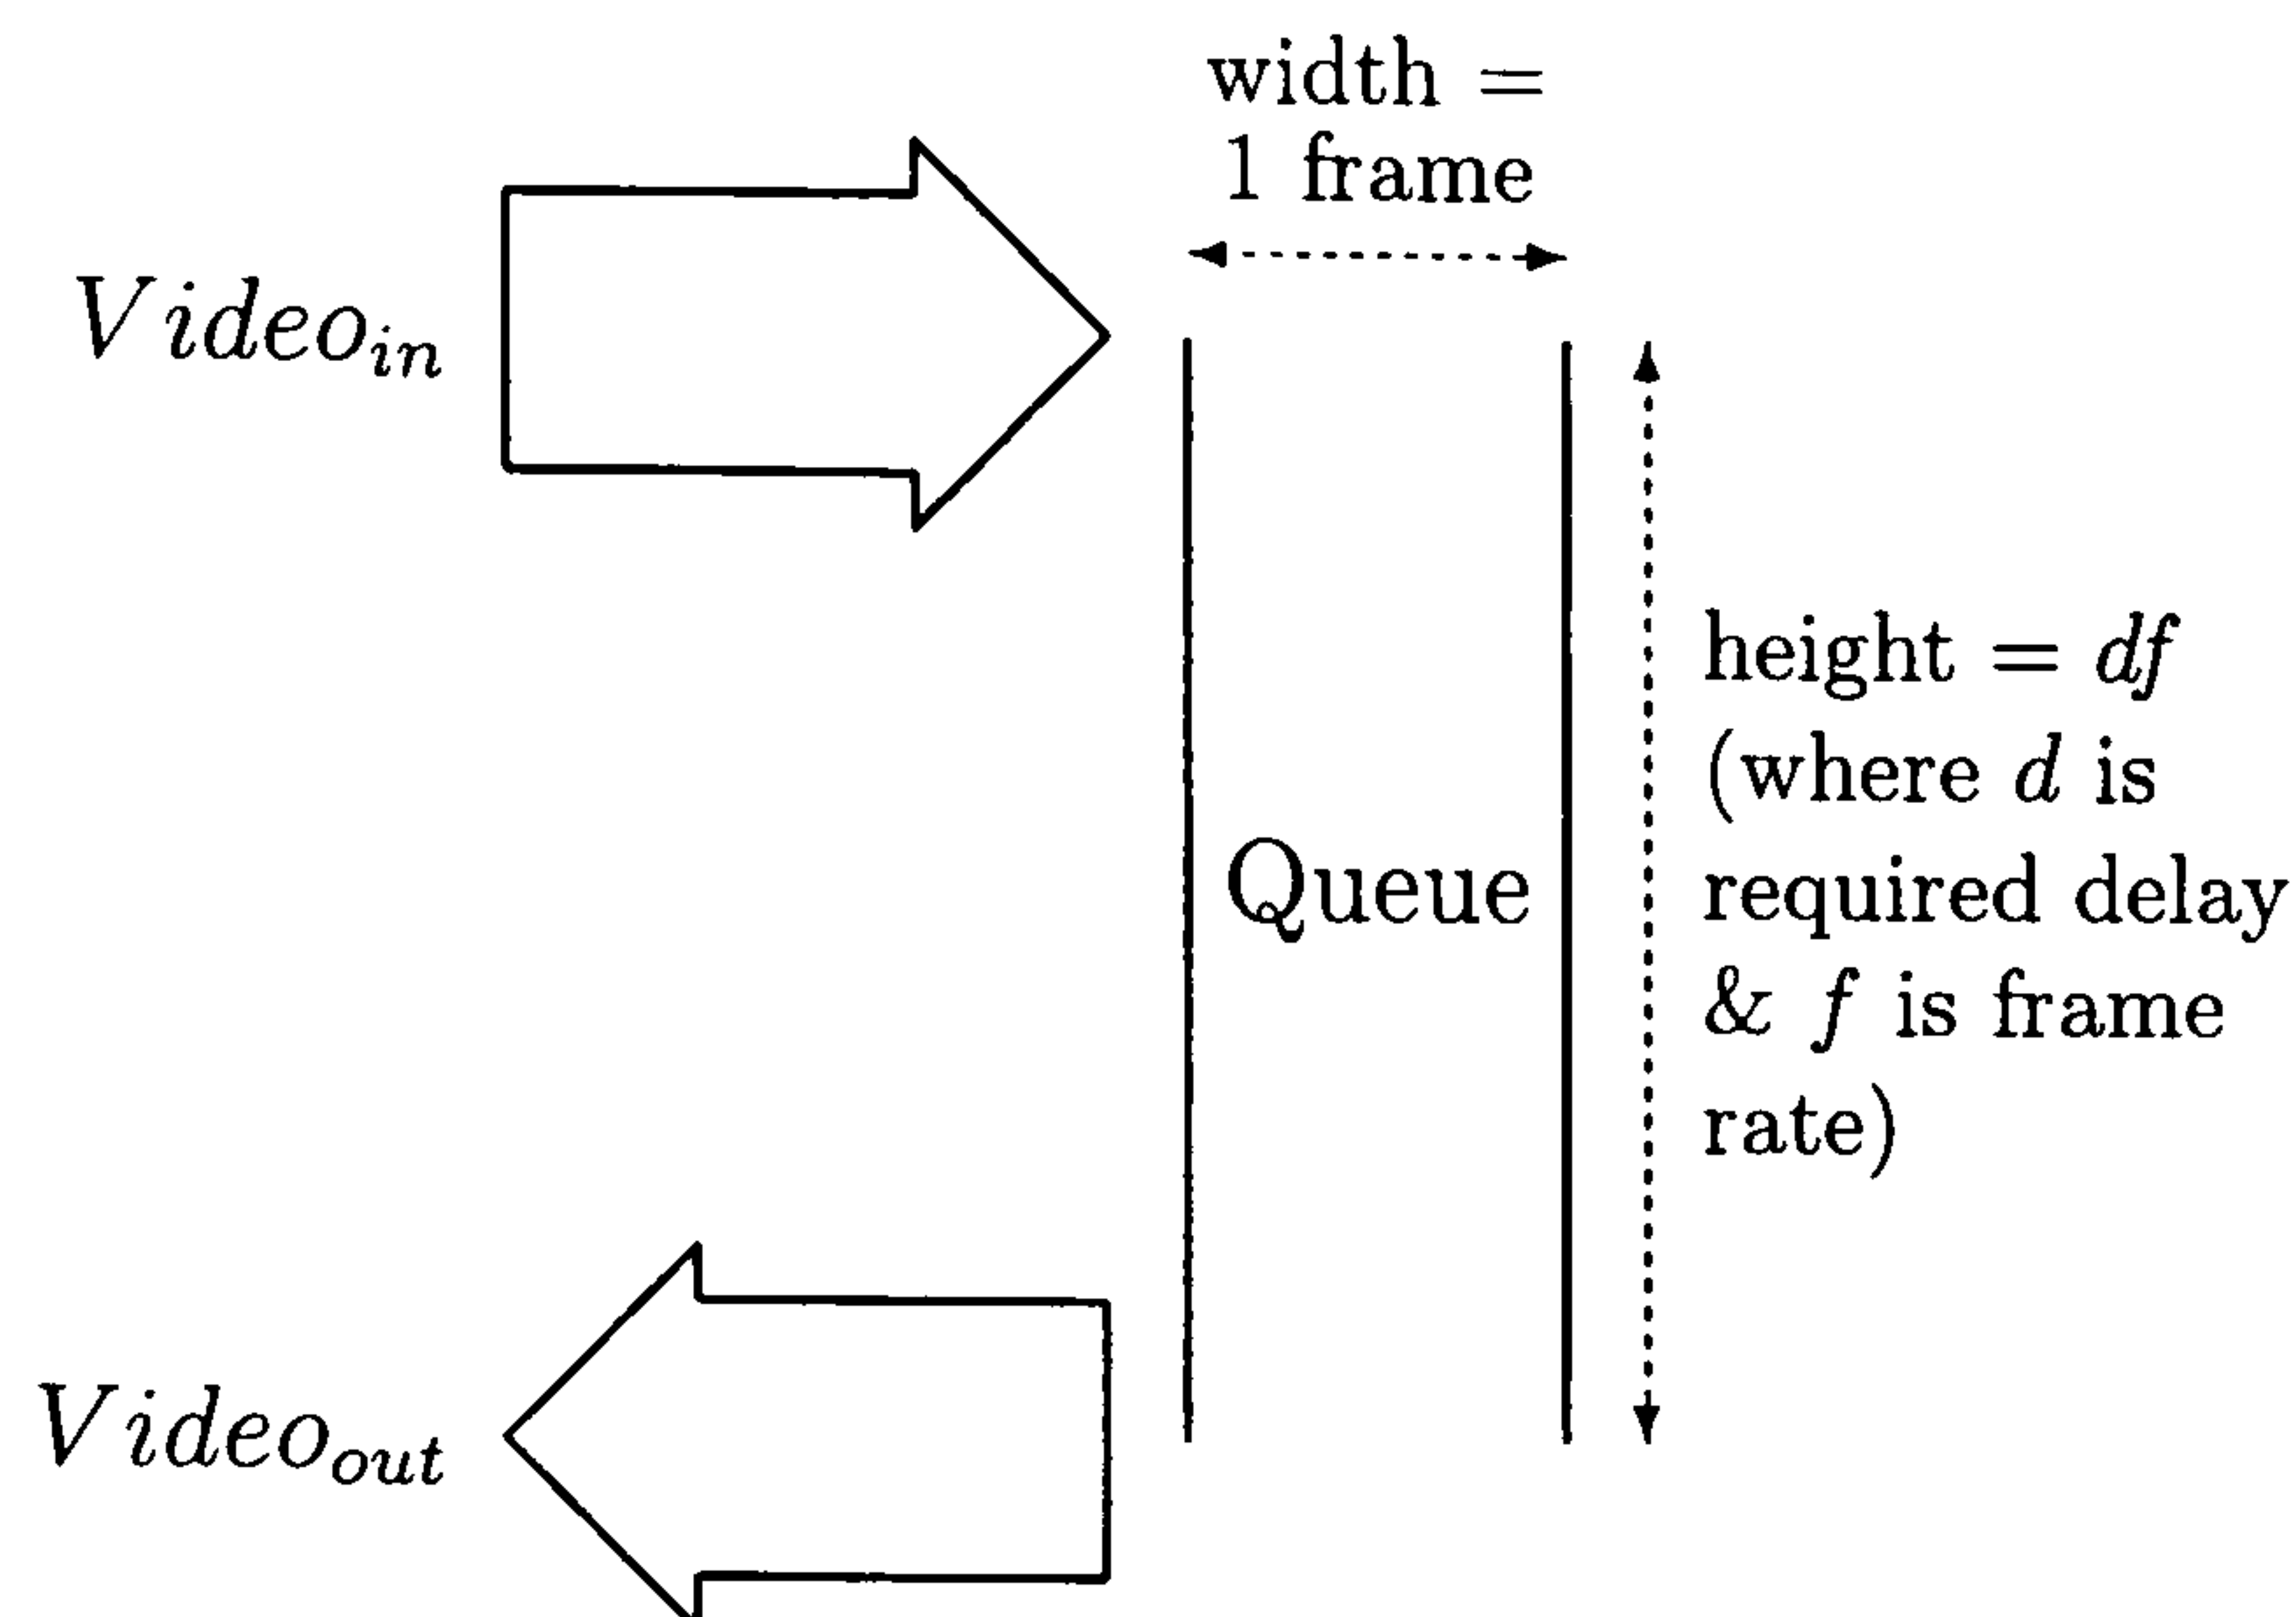 width =
1 frame
Video_in
height = df
(where d is
required delay
Queue
& f is frame
rate)
Video_out